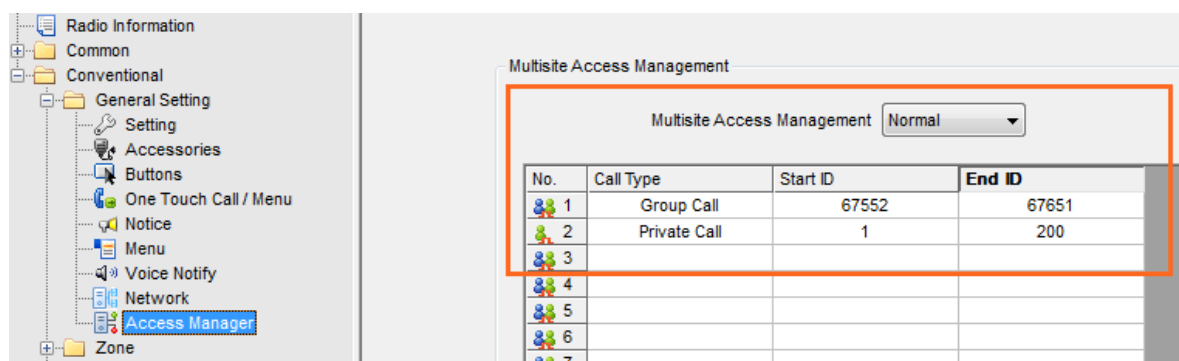 Radio Information
Common
Conventional
General Setting
Setting
Accessories
Buttons
One Touch Call / Menu
Notice
Menu
Voice Notify
Network
Access Manager
Zone
Multisite Access Management
Multisite Access Management Normal
No. Call Type Start ID End ID
1 Group Call 67552 67651
2 Private Call 1 200
3
4
5
6
7